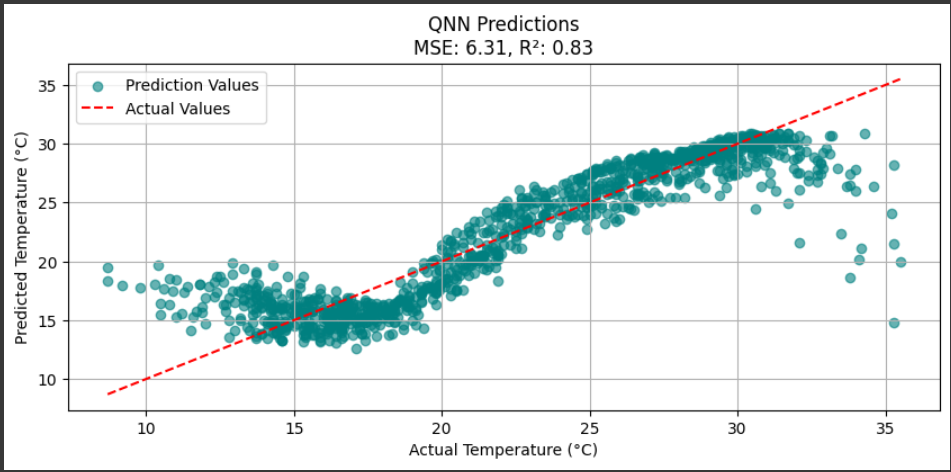 QNN Predictions
MSE: 6.31, R²: 0.83
Prediction Values
Actual Values
Predicted Temperature (°C)
35
30
25
20
15
10
10 15 20 25 30 35
Actual Temperature (°C)